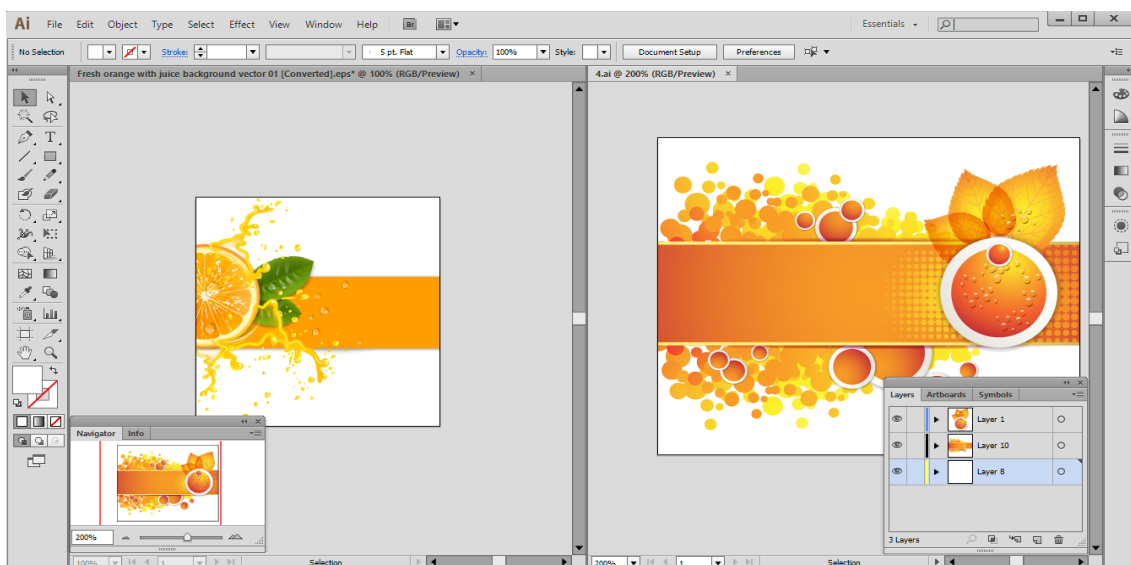 Ai File Edit Object Type Select Effect View Window Help Br Essentials
No Selection Stroke: 5 pt. Flat Opacity: 100% Style: Document Setup Preferences
Fresh orange with juice background vector 01 [Converted].eps* @ 100% (RGB/Preview) ×
4.ai @ 200% (RGB/Preview) ×
T
Layers Artboards Symbols
Layer 1
Layer 10
Layer 8
3 Layers
Navigator Info
200%
100% 1 Selection
200% 1 Selection